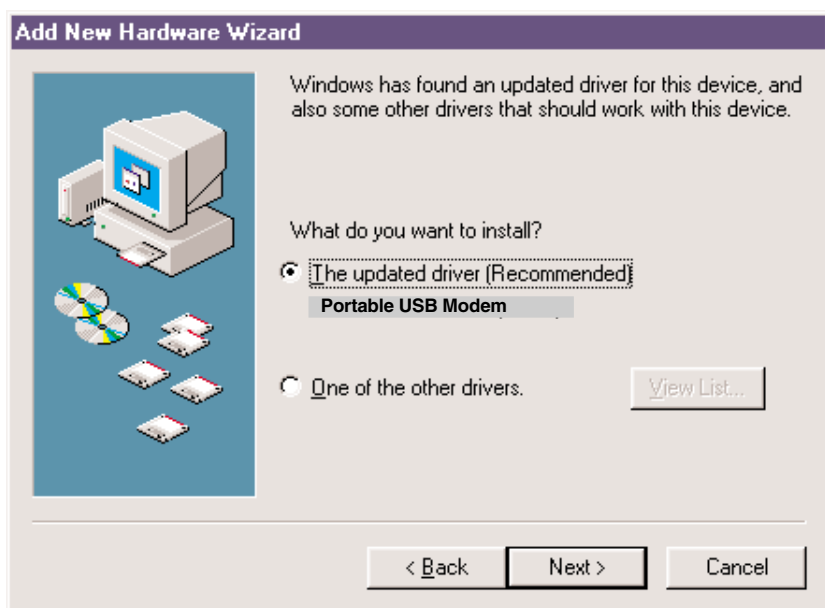 Add New Hardware Wizard
Windows has found an updated driver for this device, and
also some other drivers that should work with this device.
What do you want to install?
The updated driver (Recommended)
Portable USB Modem
One of the other drivers.
View List...
< Back
Next >
Cancel